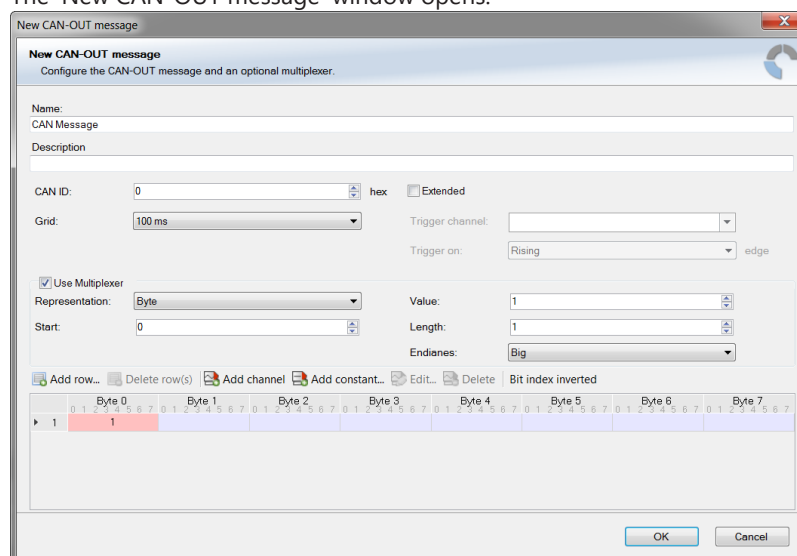 The 'New CAN-OUT message' window opens.
New CAN-OUT message
New CAN-OUT message
Configure the CAN-OUT message and an optional multiplexer.
Name:
CAN Message
Description
CAN ID: 0 hex Extended
Grid: 100 ms Trigger channel:
Trigger on: Rising edge
Use Multiplexer
Representation: Byte Value: 1
Start: 0 Length: 1
Endianes: Big
Add row... Delete row(s) Add channel Add constant... Edit... Delete Bit index inverted
Byte 0 Byte 1 Byte 2 Byte 3 Byte 4 Byte 5 Byte 6 Byte 7
0 1 2 3 4 5 6 7 0 1 2 3 4 5 6 7 0 1 2 3 4 5 6 7 0 1 2 3 4 5 6 7 0 1 2 3 4 5 6 7 0 1 2 3 4 5 6 7 0 1 2 3 4 5 6 7 0 1 2 3 4 5 6 7
1 1
OK Cancel